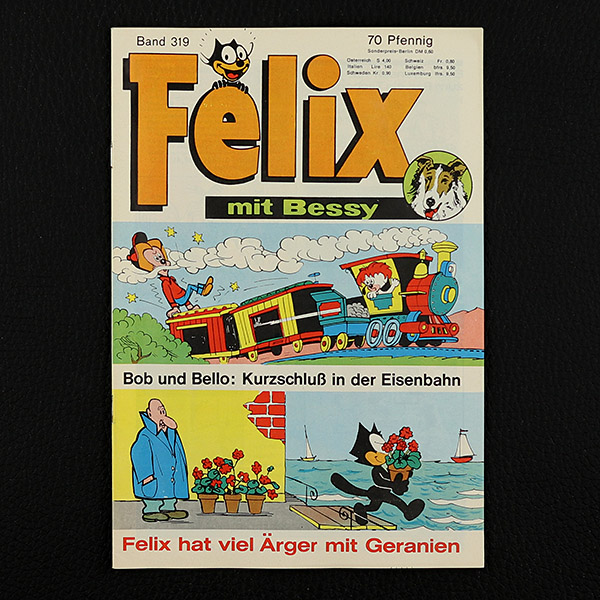 Band 319
70 Pfennig
Sonderpreis-Berlin DM 0,60
Österreich S 4,00
Italien Lire 140
Schweden Kr. 0,90
Schweiz Fr. 0,80
Belgien bfrs 9,50
Luxemburg lfrs. 9,50
Felix
mit Bessy
Bob und Bello: Kurzschluß in der Eisenbahn
Felix hat viel Ärger mit Geranien